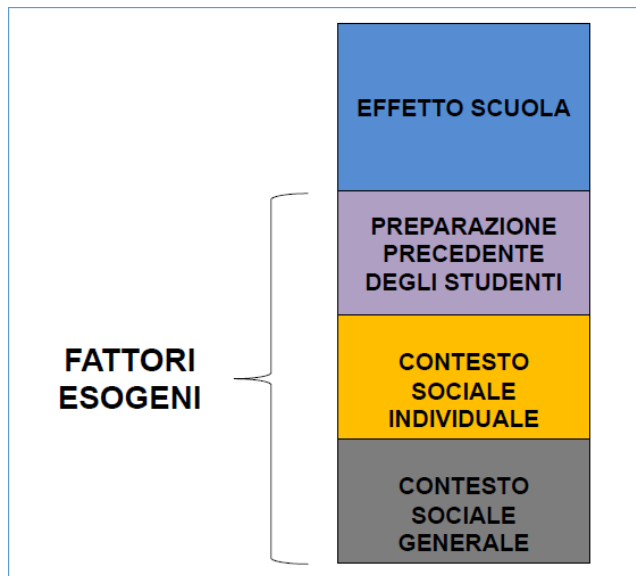 EFFETTO SCUOLA
PREPARAZIONE
PRECEDENTE
DEGLI STUDENTI
FATTORI
ESOGENI
CONTESTO
SOCIALE
INDIVIDUALE
CONTESTO
SOCIALE
GENERALE